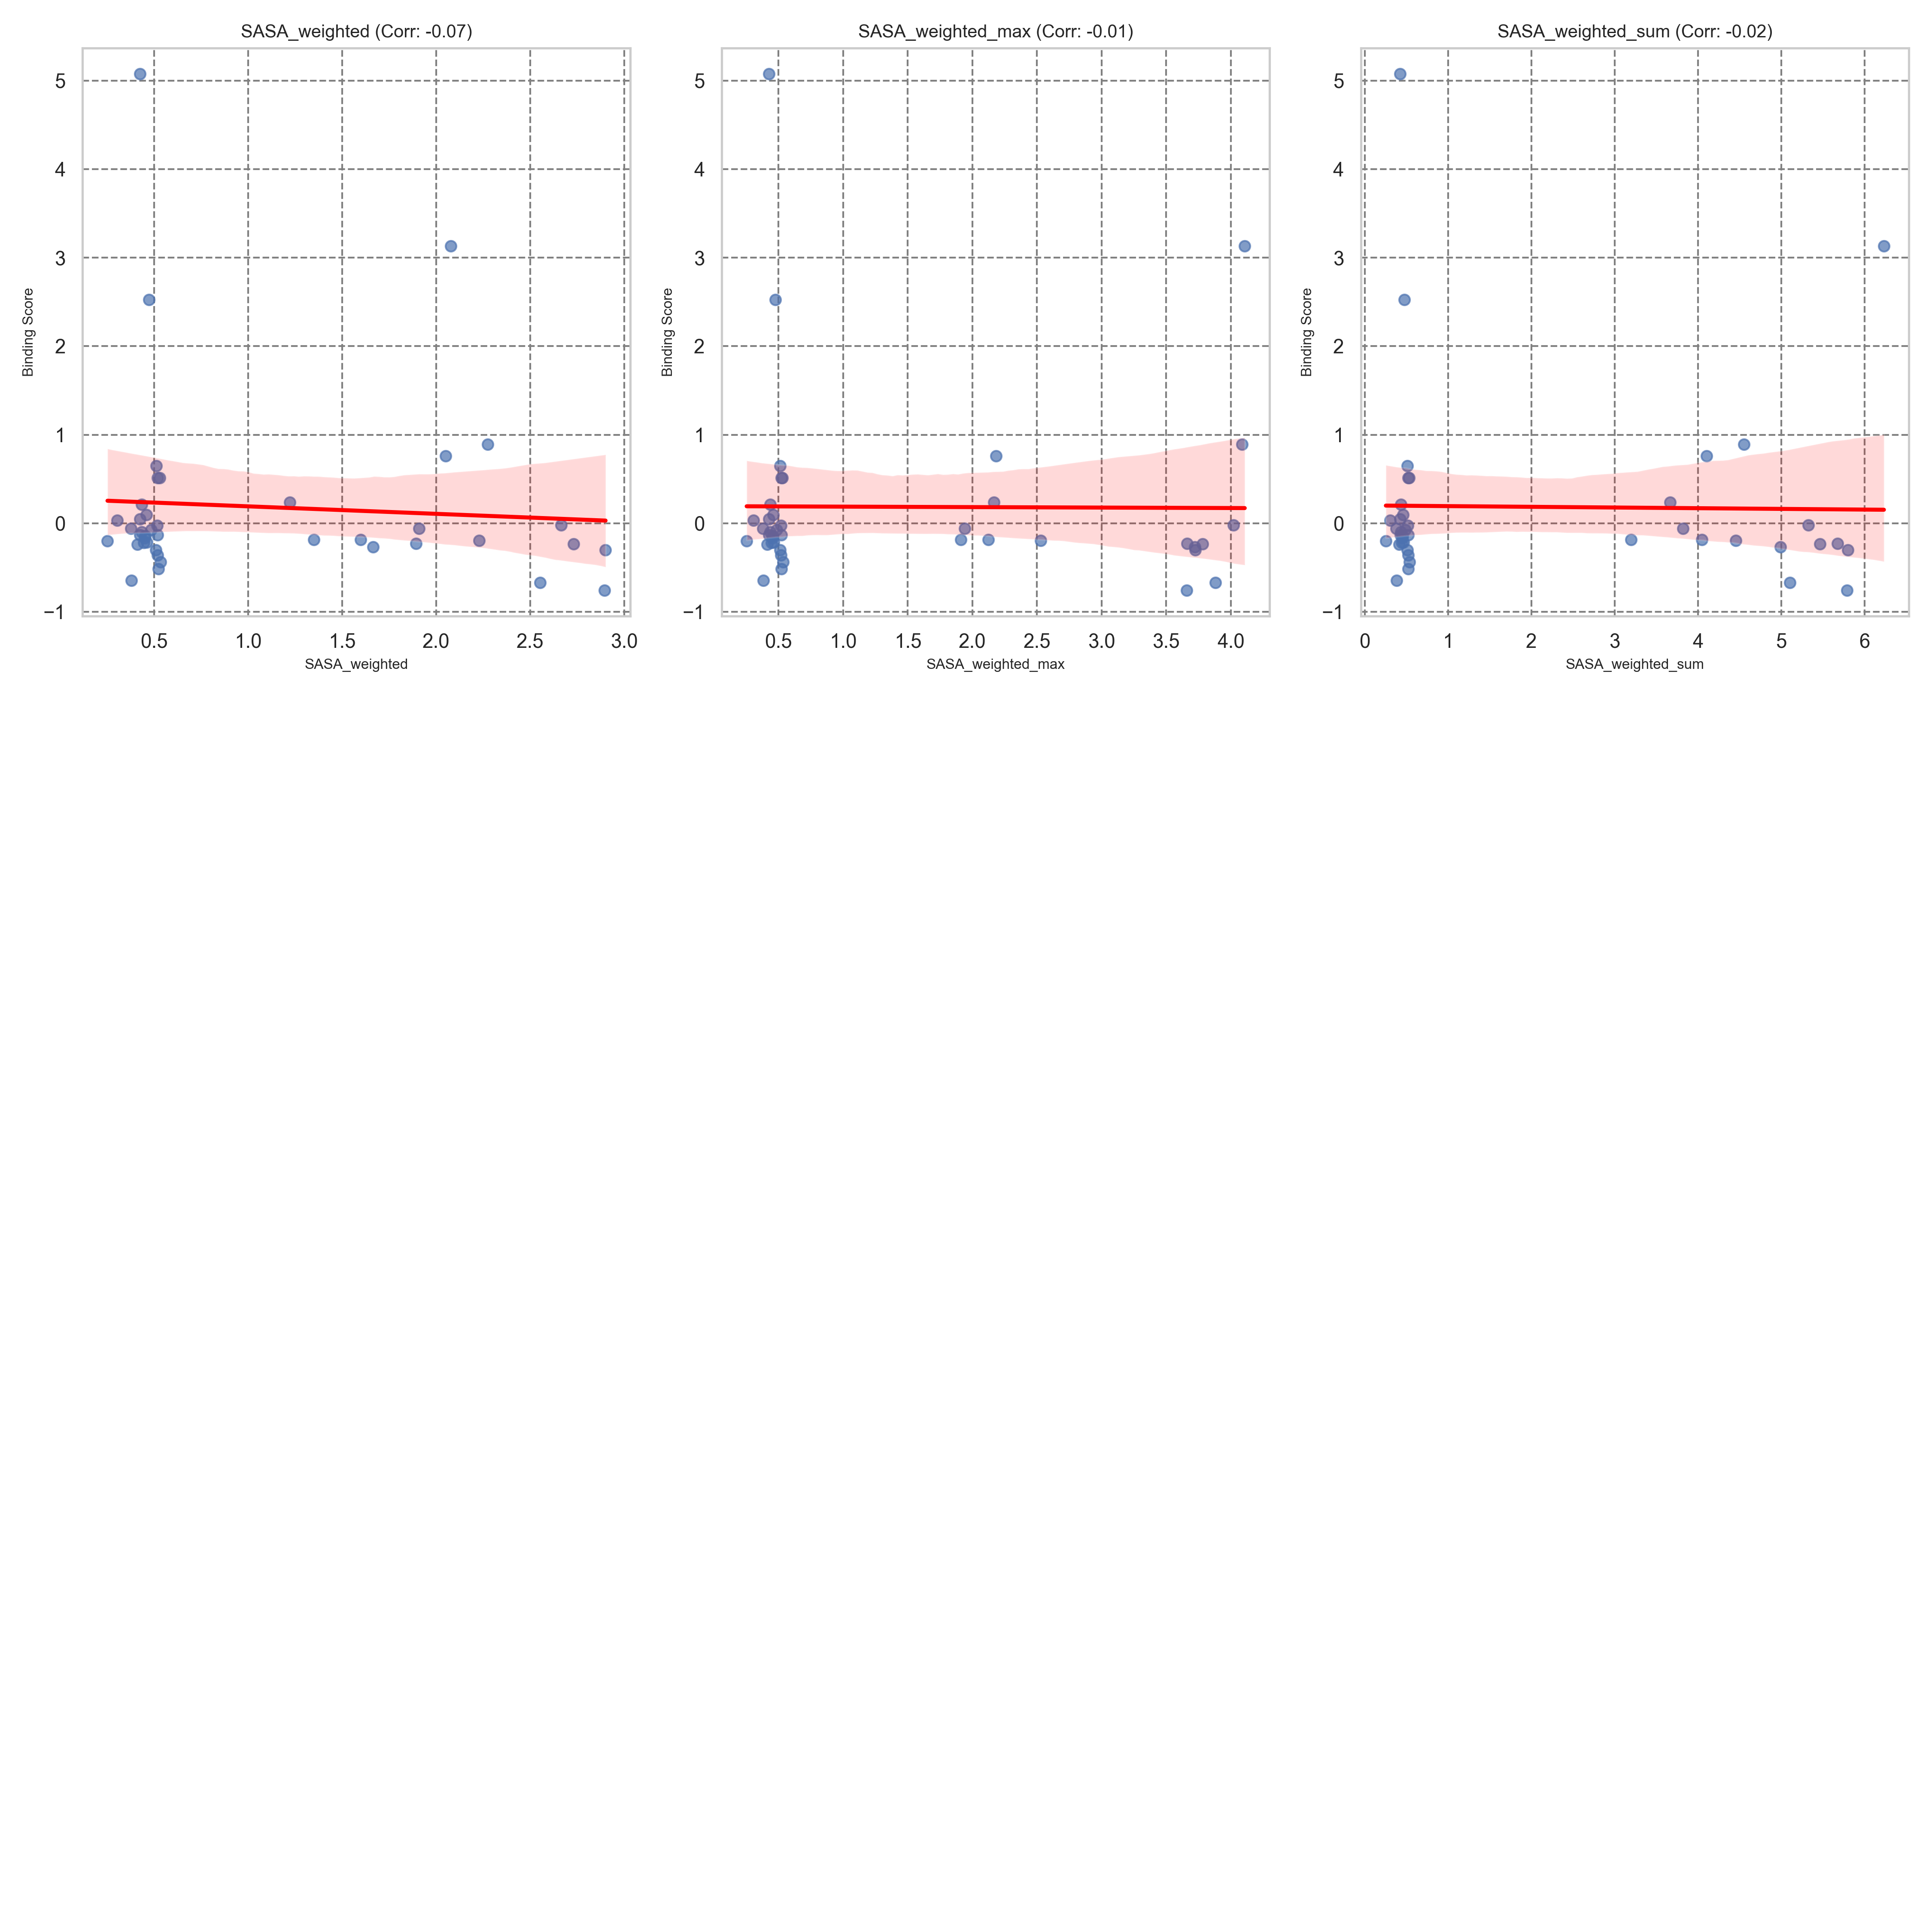 SASA_weighted (Corr: -0.07)
5
4
3
2
1
0
−1
Binding Score
0.5 1.0 1.5 2.0 2.5 3.0
SASA_weighted
SASA_weighted_max (Corr: -0.01)
5
4
3
2
1
0
−1
Binding Score
0.5 1.0 1.5 2.0 2.5 3.0 3.5 4.0
SASA_weighted_max
SASA_weighted_sum (Corr: -0.02)
5
4
3
2
1
0
−1
Binding Score
0 1 2 3 4 5 6
SASA_weighted_sum